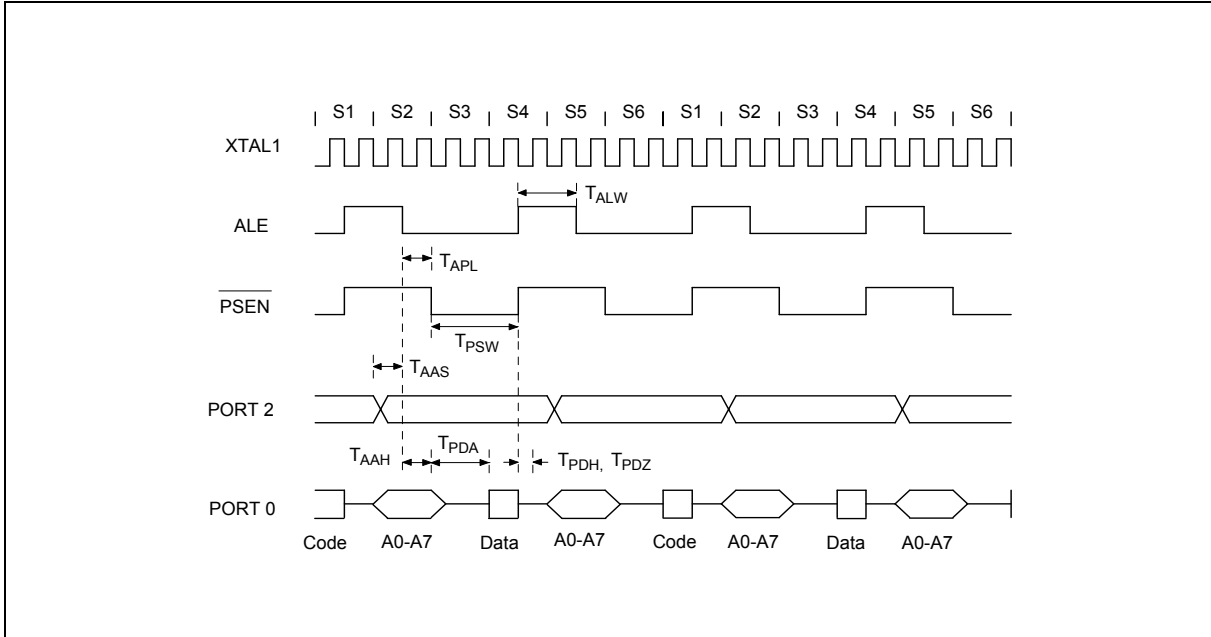 S1 S2 S3 S4 S5 S6 S1 S2 S3 S4 S5 S6
XTAL1
TALW
ALE
TAPL
PSEN
TPSW
TAAS
PORT 2
TAAH TPDA TPDH, TPDZ
PORT 0
Code A0-A7 Data A0-A7 Code A0-A7 Data A0-A7